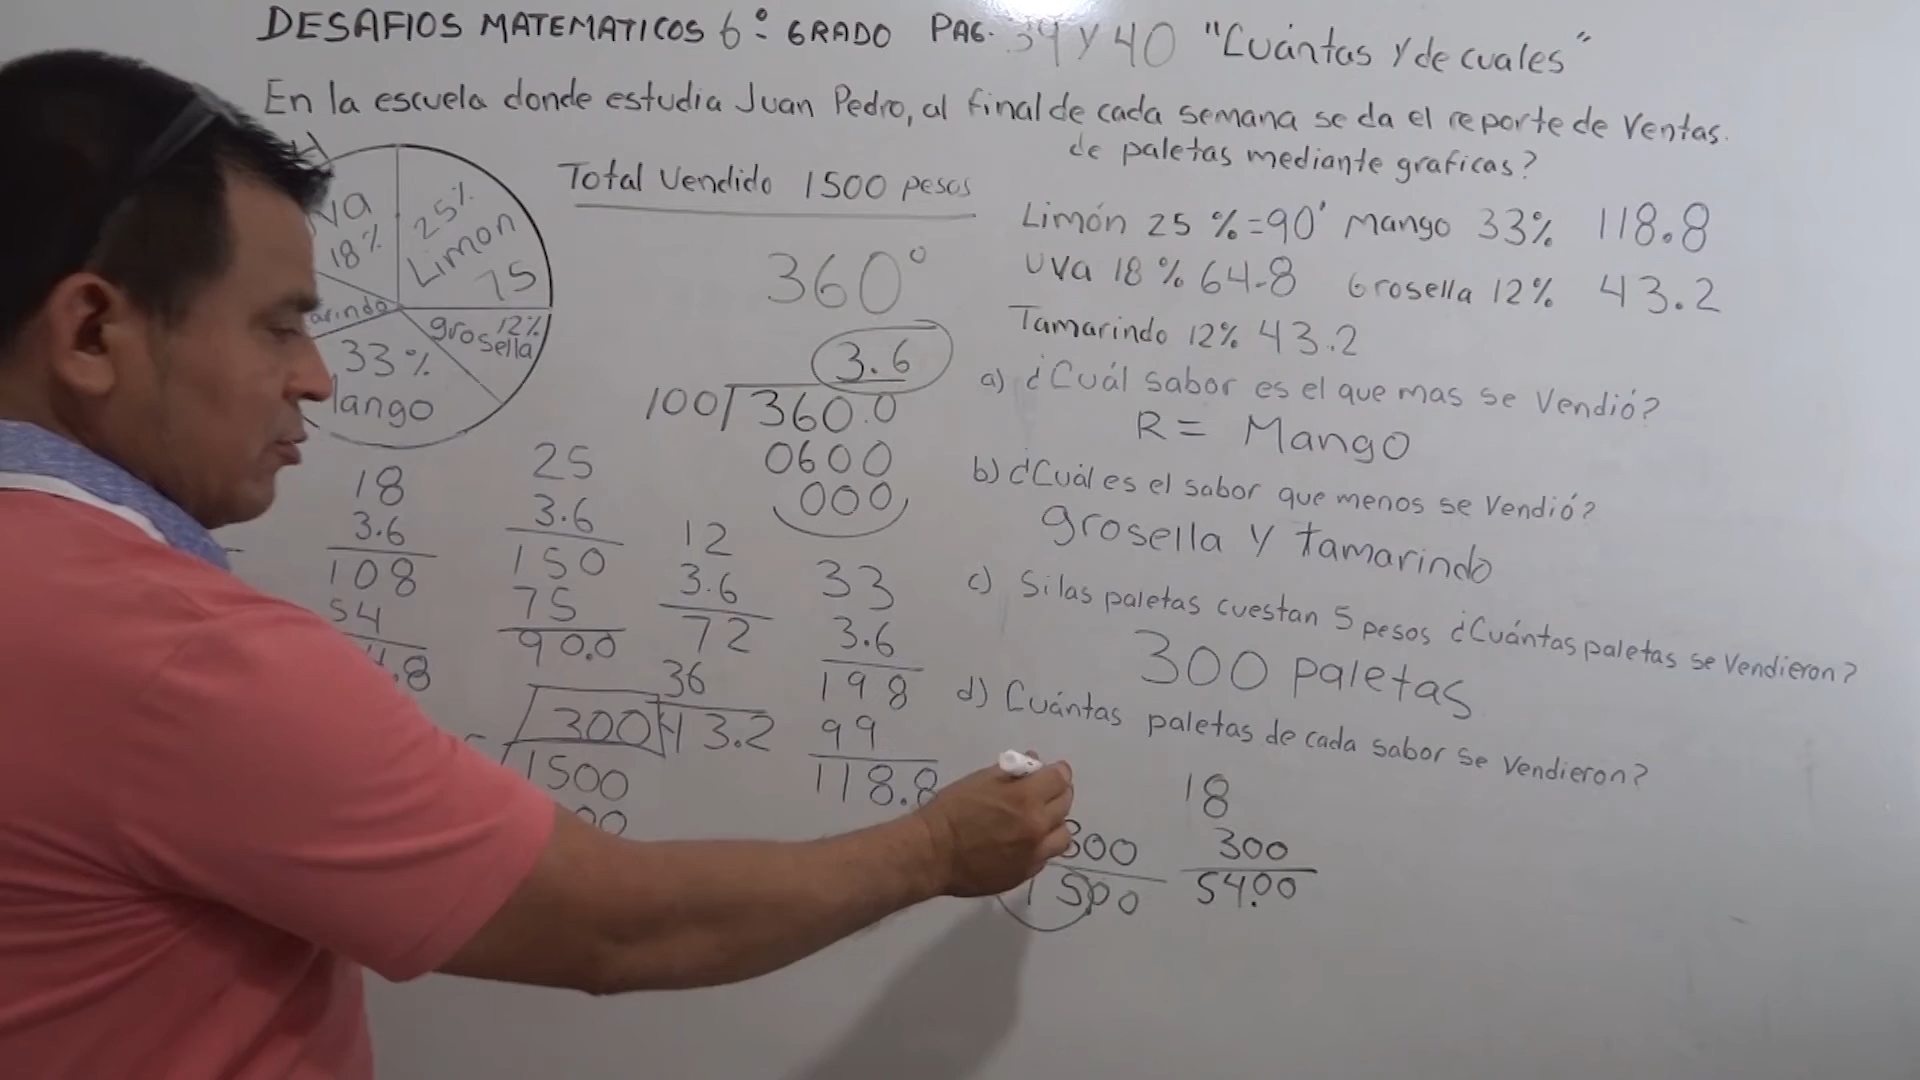 DESAFIOS MATEMATICOS 6° GRADO PAG. 39 Y 40 "Cuántas Y de cuales"
En la escuela donde estudia Juan Pedro, al final de cada semana se da el reporte de Ventas.
de paletas mediante graficas?
Total Vendido 1500 pesos
18%
25%
Limon
75
12%
grosella
33%
360°
Limón 25 % = 90° Mango 33% 118.8
UVA 18 % 64.8 Grosella 12% 43.2
Tamarindo 12% 43.2
3.6
100 360.0
0600
000
a) ¿Cuál sabor es el que mas se Vendió?
R = Mango
b) ¿Cuál es el sabor que menos se Vendió?
grosella Y tamarindo
c) Si las paletas cuestan 5 pesos ¿Cuántas paletas se Vendieron?
300 paletas
d) Cuántas paletas de cada sabor se Vendieron?
18
3.6
108
54
25
3.6
150
75
90.0
12
3.6
72
36
43.2
33
3.6
198
99
118.8
300
1500
300
1500
18
300
5400